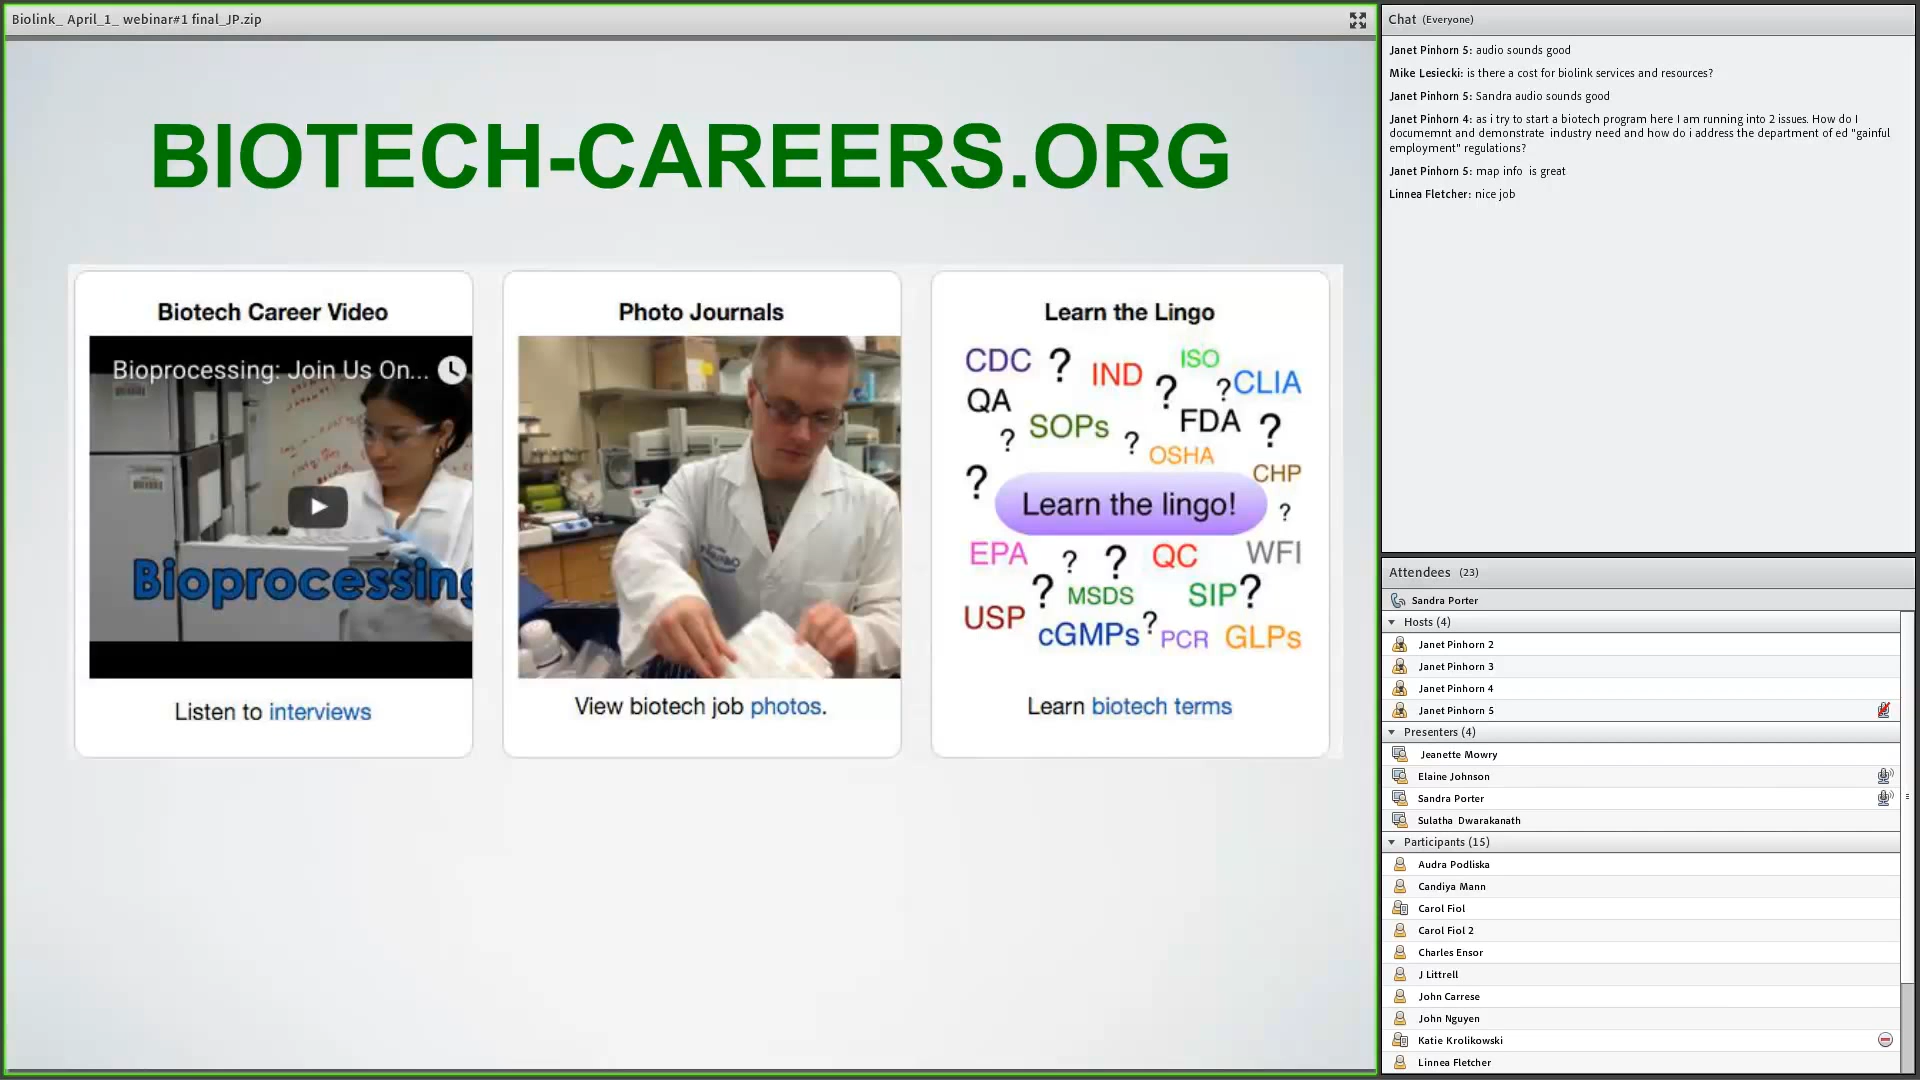 Biolink_ April_1_ webinar#1 final_JP.zip
BIOTECH-CAREERS.ORG
Biotech Career Video
Bioprocessing: Join Us On...
Bioprocessing
Listen to interviews
Photo Journals
View biotech job photos.
Learn the Lingo
CDC ? IND ISO
QA ? ?CLIA
? SOPs ? FDA ?
OSHA
? CHP
Learn the lingo! ?
EPA ? ? QC WFI
? MSDS SIP?
USP cGMPs ? PCR GLPs
Learn biotech terms
Chat (Everyone)
Janet Pinhorn 5: audio sounds good
Mike Lesiecki: is there a cost for biolink services and resources?
Janet Pinhorn 5: Sandra audio sounds good
Janet Pinhorn 4: as i try to start a biotech program here I am running into 2 issues. How do I
documemnt and demonstrate industry need and how do i address the department of ed "gainful
employment" regulations?
Janet Pinhorn 5: map info is great
Linnea Fletcher: nice job
Attendees (23)
Sandra Porter
Hosts (4)
Janet Pinhorn 2
Janet Pinhorn 3
Janet Pinhorn 4
Janet Pinhorn 5
Presenters (4)
Jeanette Mowry
Elaine Johnson
Sandra Porter
Sulatha Dwarakanath
Participants (15)
Audra Podliska
Candiya Mann
Carol Fiol
Carol Fiol 2
Charles Ensor
J Littrell
John Carrese
John Nguyen
Katie Krolikowski
Linnea Fletcher